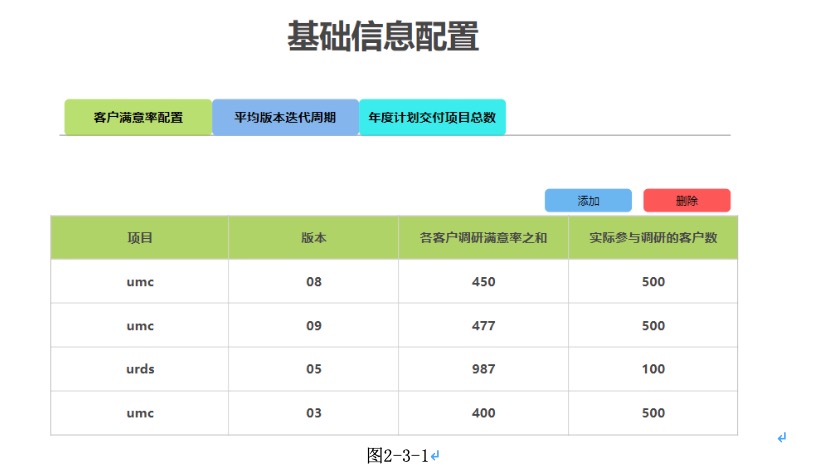 基础信息配置
客户满意率配置 平均版本迭代周期 年度计划交付项目总数
添加 删除
项目 版本 各客户调研满意率之和 实际参与调研的客户数
umc 08 450 500
umc 09 477 500
urds 05 987 100
umc 03 400 500
图2-3-1↵